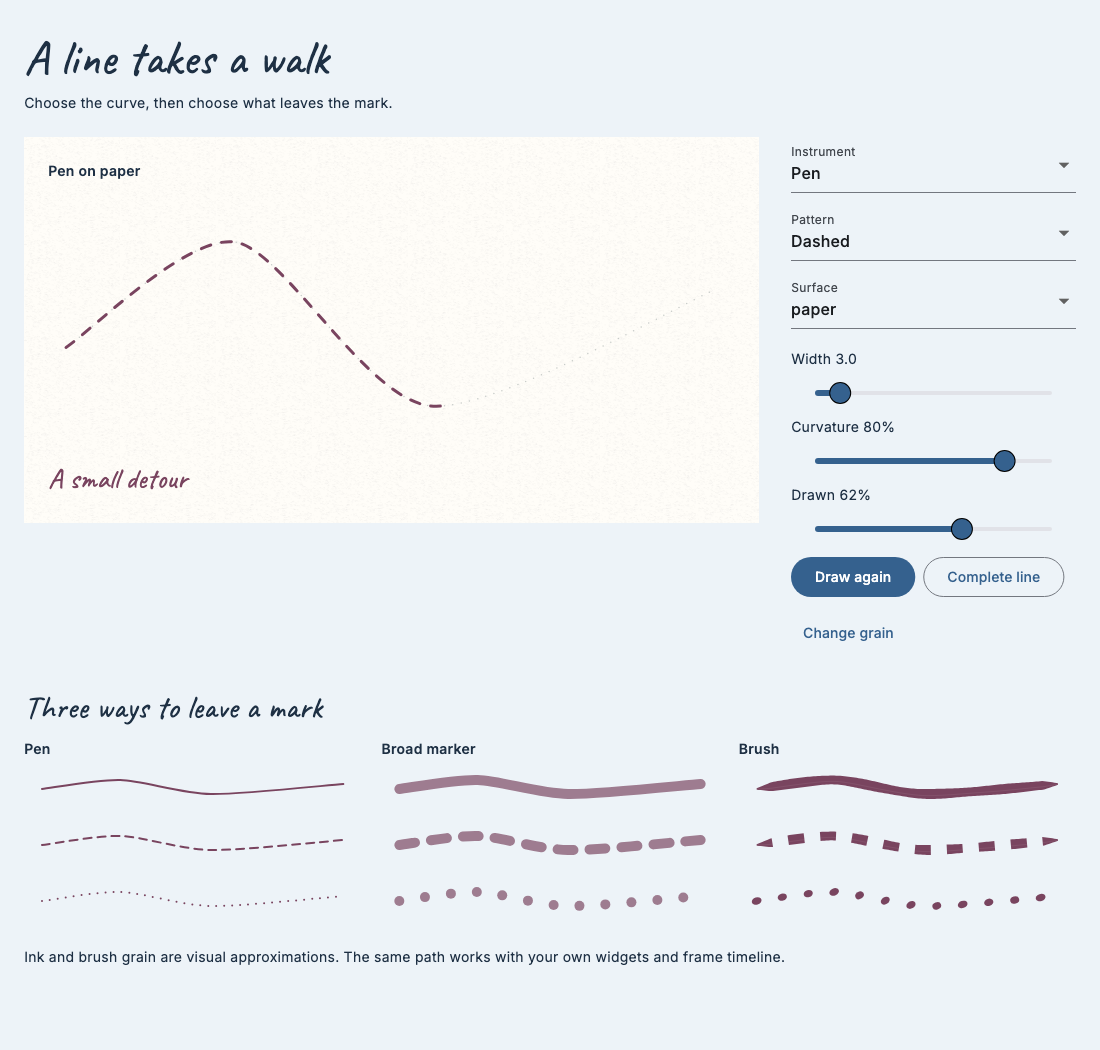 A line takes a walk
Choose the curve, then choose what leaves the mark.
Pen on paper
A small detour
Instrument
Pen
Pattern
Dashed
Surface
paper
Width 3.0
Curvature 80%
Drawn 62%
Draw again
Complete line
Change grain
Three ways to leave a mark
Pen
Broad marker
Brush
Ink and brush grain are visual approximations. The same path works with your own widgets and frame timeline.